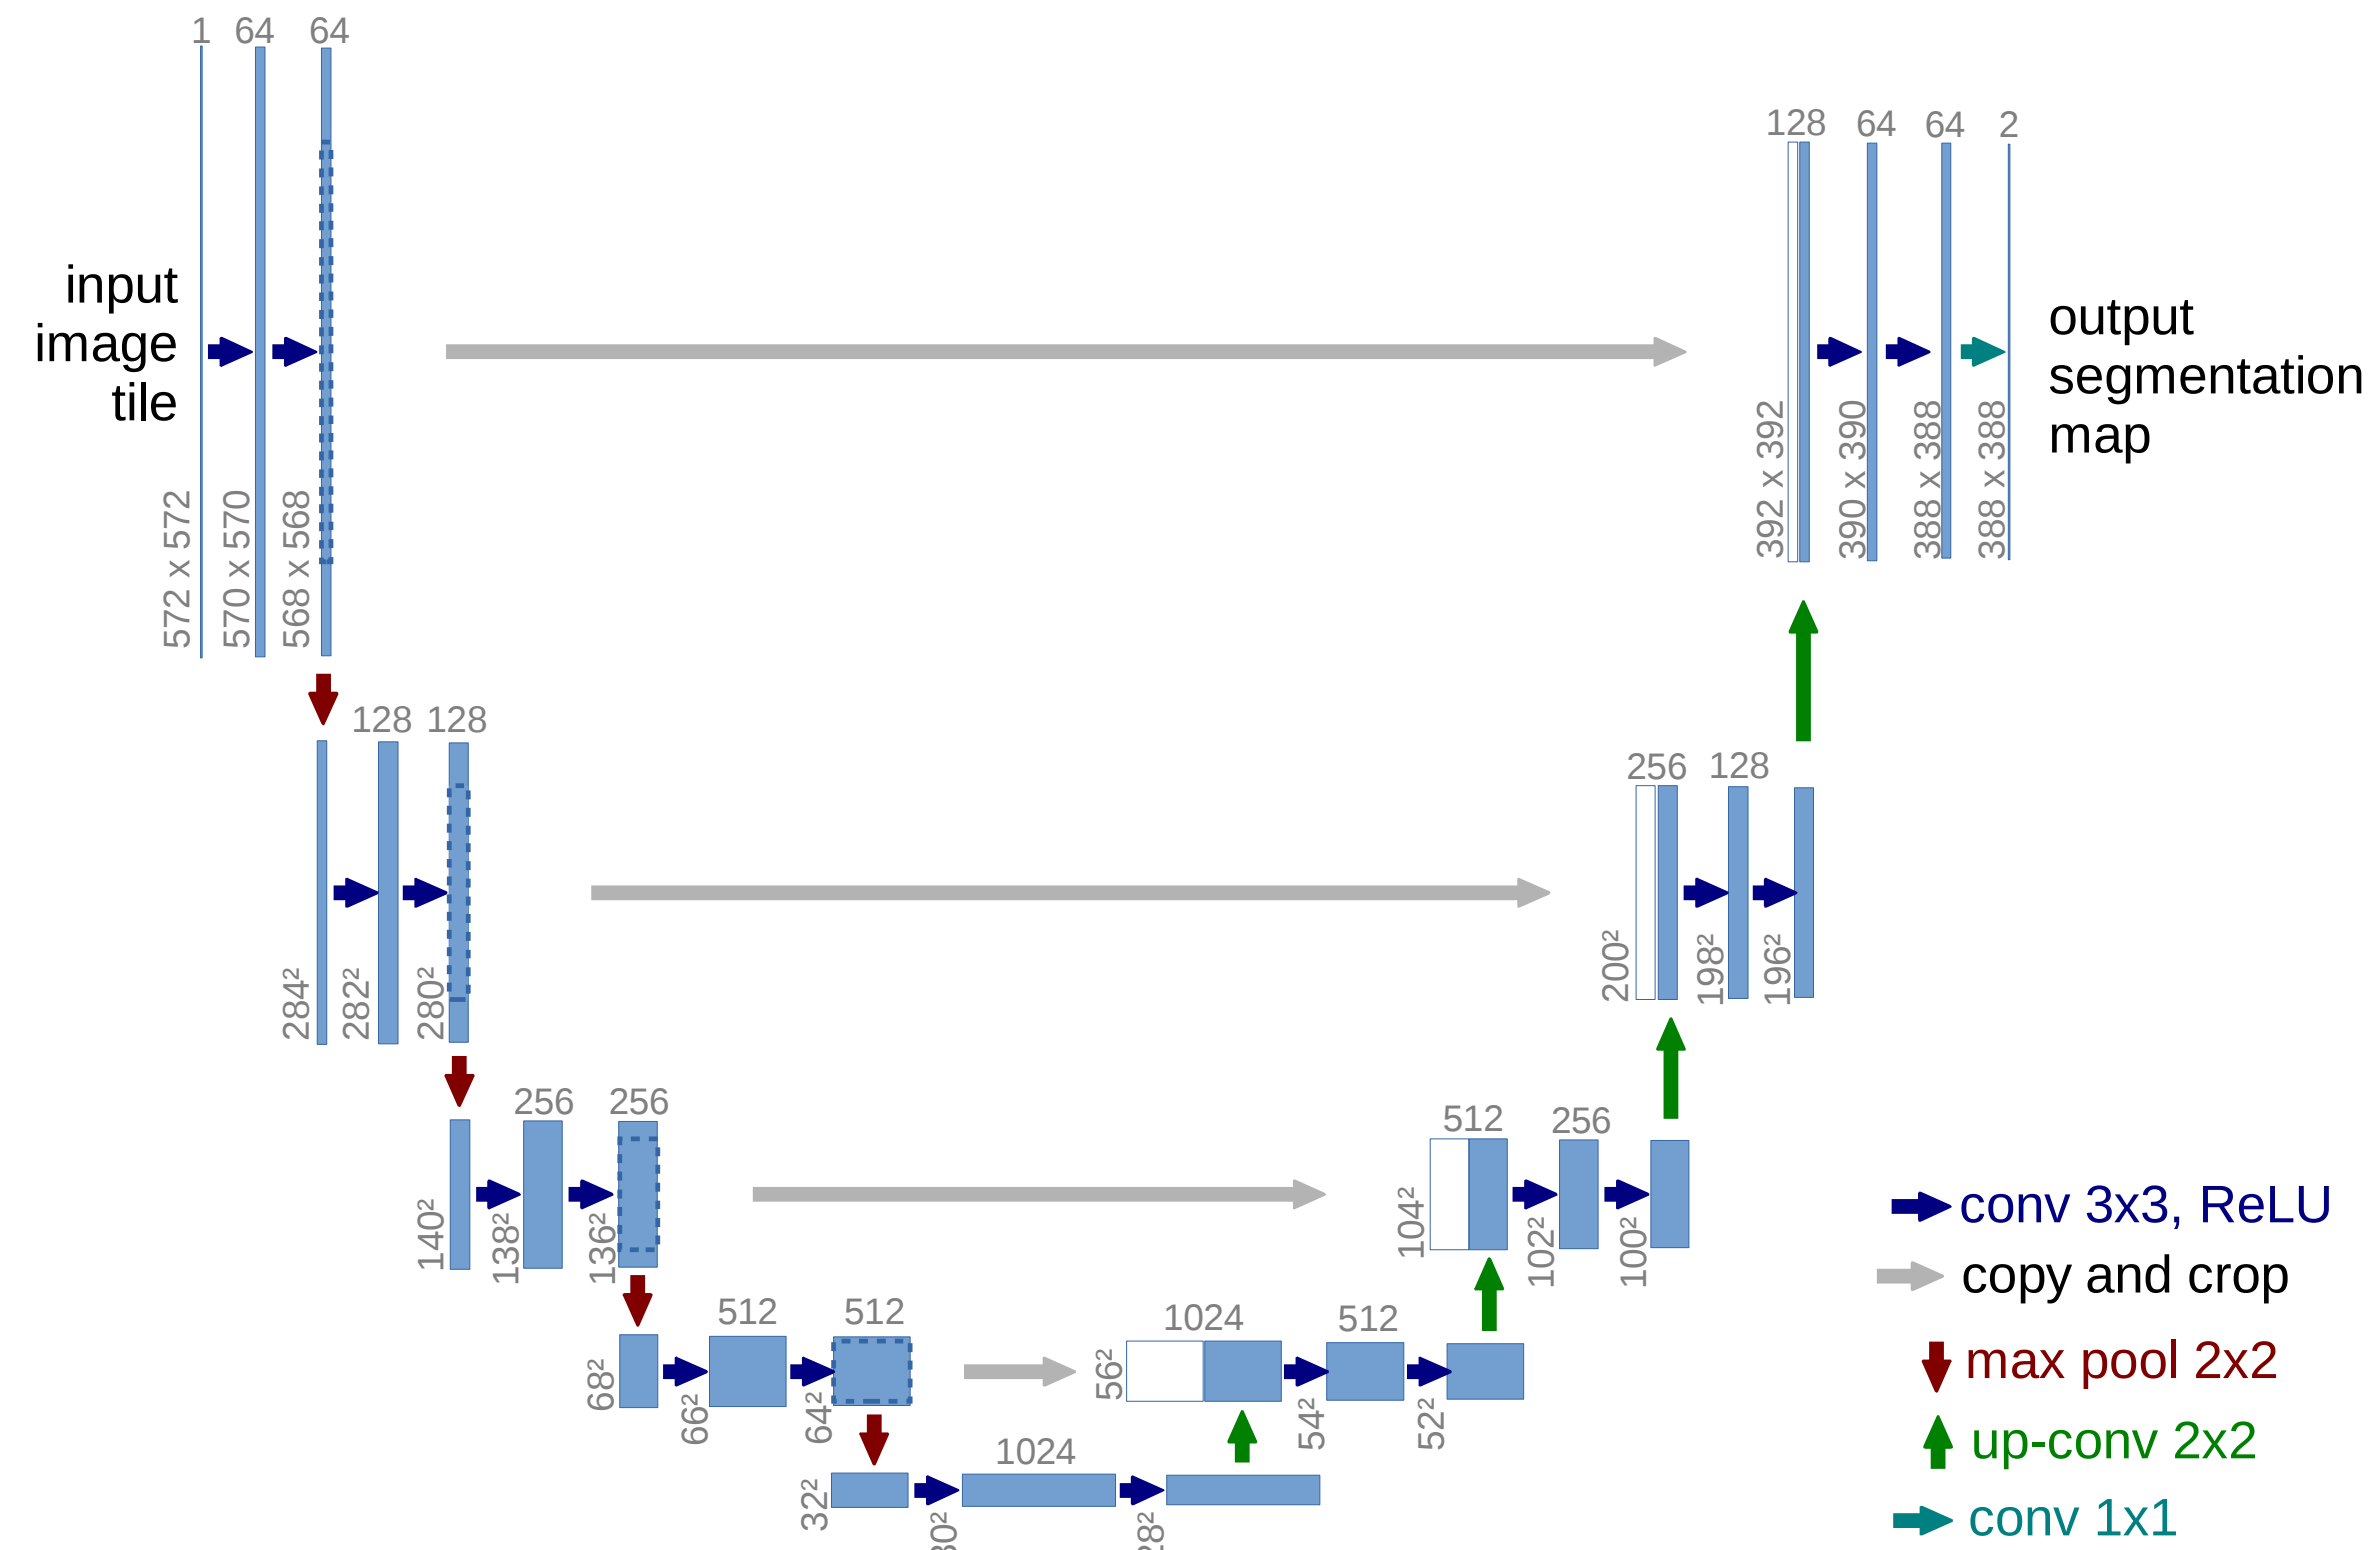 1 64 64
128 64 64 2
input
image
tile
output
segmentation
map
572 x 572
570 x 570
568 x 568
392 x 392
390 x 390
388 x 388
388 x 388
128 128
256 128
284²
282²
280²
200²
198²
196²
256 256
512 256
140²
138²
136²
104²
102²
100²
512 512
1024 512
68²
66²
64²
56²
54²
52²
1024
32²
30²
28²
conv 3x3, ReLU
copy and crop
max pool 2x2
up-conv 2x2
conv 1x1